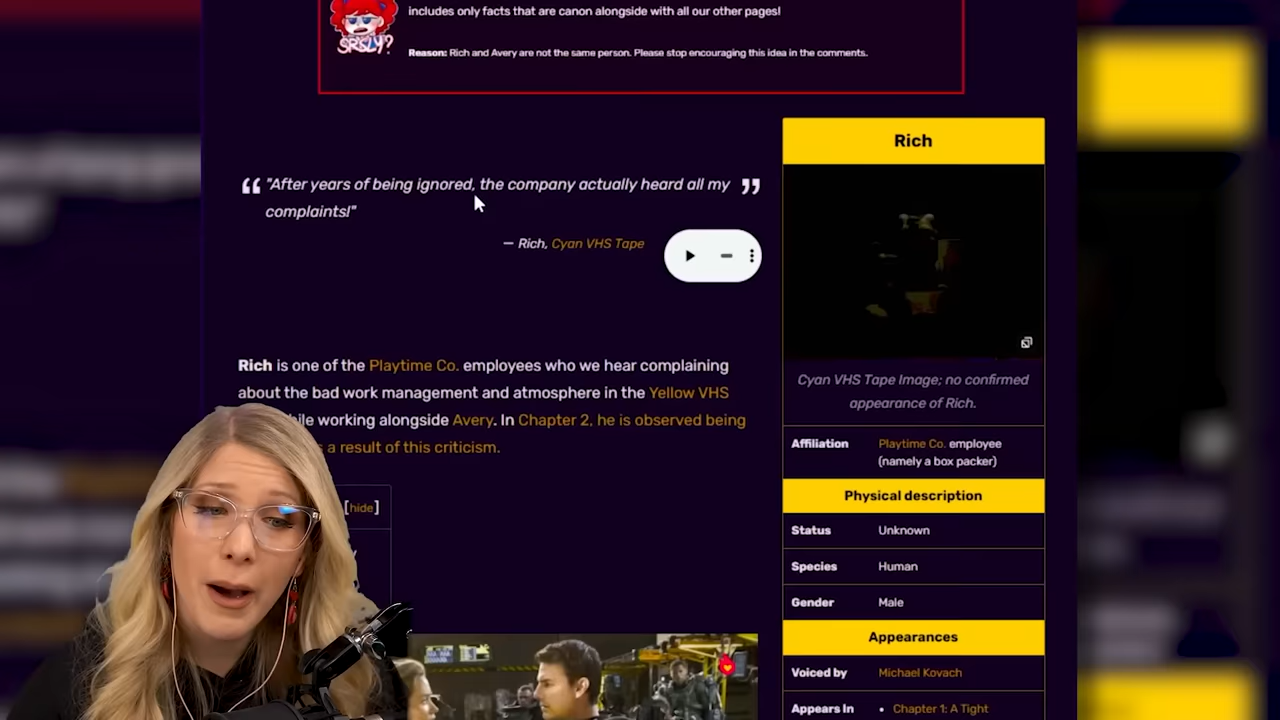 includes only facts that are canon alongside with all our other pages!
SRSLY?
Reason: Rich and Avery are not the same person. Please stop encouraging this idea in the comments.
“ "After years of being ignored, the company actually heard all my ”
complaints!"
— Rich, Cyan VHS Tape
Rich is one of the Playtime Co. employees who we hear complaining
about the bad work management and atmosphere in the Yellow VHS
while working alongside Avery. In Chapter 2, he is observed being
a result of this criticism.
[hide]
Rich
Cyan VHS Tape Image; no confirmed
appearance of Rich.
Affiliation Playtime Co. employee
(namely a box packer)
Physical description
Status Unknown
Species Human
Gender Male
Appearances
Voiced by Michael Kovach
Appears In • Chapter 1: A Tight